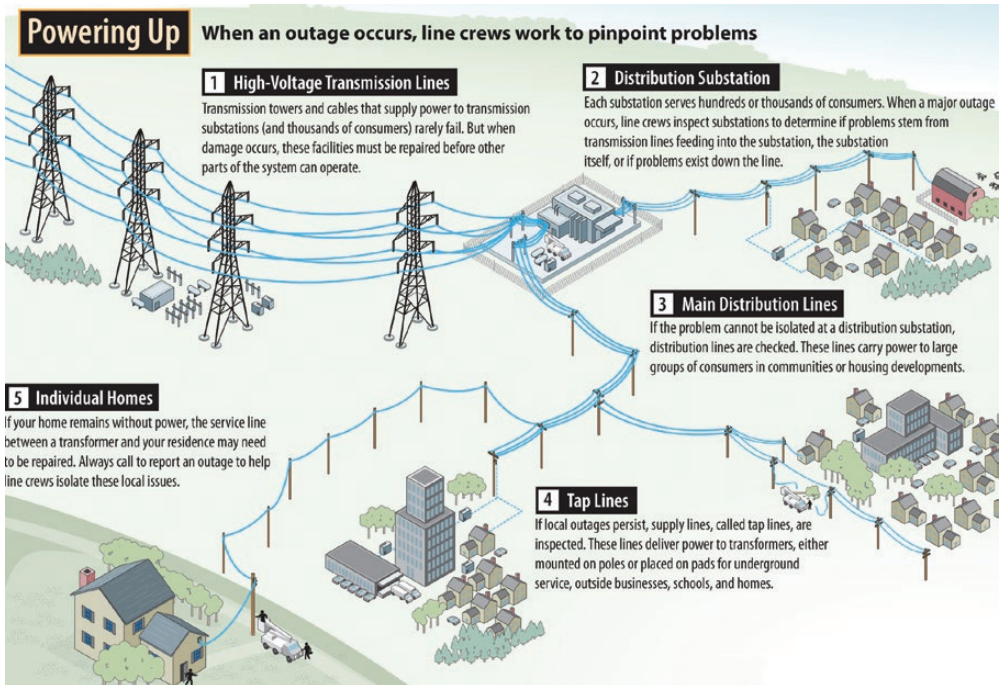 Powering Up When an outage occurs, line crews work to pinpoint problems
1 High-Voltage Transmission Lines
Transmission towers and cables that supply power to transmission
substations (and thousands of consumers) rarely fail. But when
damage occurs, these facilities must be repaired before other
parts of the system can operate.
2 Distribution Substation
Each substation serves hundreds or thousands of consumers. When a major outage
occurs, line crews inspect substations to determine if problems stem from
transmission lines feeding into the substation, the substation
itself, or if problems exist down the line.
3 Main Distribution Lines
If the problem cannot be isolated at a distribution substation,
distribution lines are checked. These lines carry power to large
groups of consumers in communities or housing developments.
4 Tap Lines
If local outages persist, supply lines, called tap lines, are
inspected. These lines deliver power to transformers, either
mounted on poles or placed on pads for underground
service, outside businesses, schools, and homes.
5 Individual Homes
If your home remains without power, the service line
between a transformer and your residence may need
to be repaired. Always call to report an outage to help
line crews isolate these local issues.